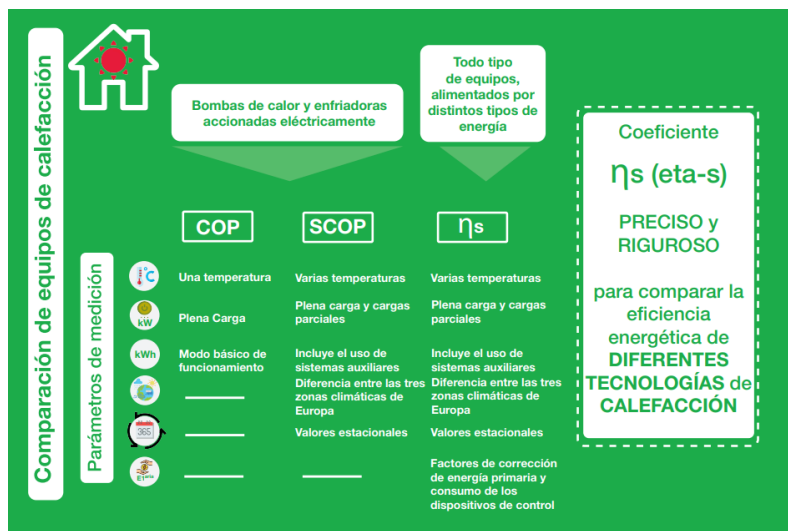 Comparación de equipos de calefacción
Bombas de calor y enfriadoras
accionadas eléctricamente
Todo tipo
de equipos,
alimentados por
distintos tipos de
energía
COP
SCOP
ηs
Parámetros de medición
°C
Una temperatura
Varias temperaturas
Varias temperaturas
kW
Plena Carga
Plena carga y cargas
parciales
Plena carga y cargas
parciales
kWh
Modo básico de
funcionamiento
Incluye el uso de
sistemas auxiliares
Incluye el uso de
sistemas auxiliares
Diferencia entre las tres
zonas climáticas de
Europa
Diferencia entre las tres
zonas climáticas de
Europa
365
Valores estacionales
Valores estacionales
E1aria
Factores de corrección
de energía primaria y
consumo de los
dispositivos de control
Coeficiente
ηs (eta-s)
PRECISO y
RIGUROSO
para comparar la
eficiencia
energética de
DIFERENTES
TECNOLOGÍAS de
CALEFACCIÓN